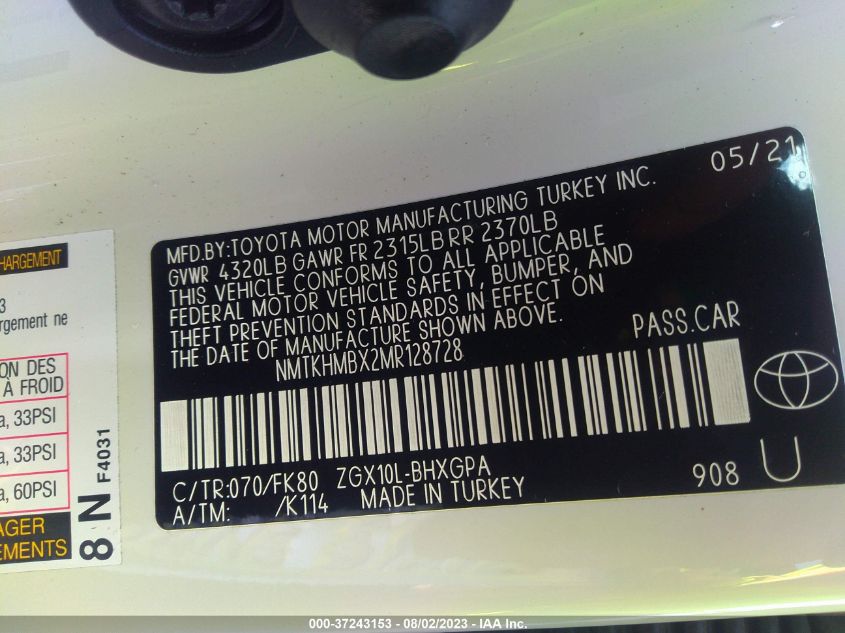 05/21
MFD.BY:TOYOTA MOTOR MANUFACTURING TURKEY INC.
GVWR 4320LB GAWR FR 2315LB RR 2370LB
THIS VEHICLE CONFORMS TO ALL APPLICABLE
FEDERAL MOTOR VEHICLE SAFETY, BUMPER, AND
THEFT PREVENTION STANDARDS IN EFFECT ON
THE DATE OF MANUFACTURE SHOWN ABOVE.
PASS.CAR
NMTKHMBX2MR128728
C/TR:070/FK80 ZGX10L-BHXGPA
A/TM: /K114 MADE IN TURKEY
908 U
CHARGEMENT
3
argement ne
ON DES
À FROID
a, 33PSI
a, 33PSI
a, 60PSI
AGER
EMENTS
8 N F4031
000-37243153 - 08/02/2023 - IAA Inc.